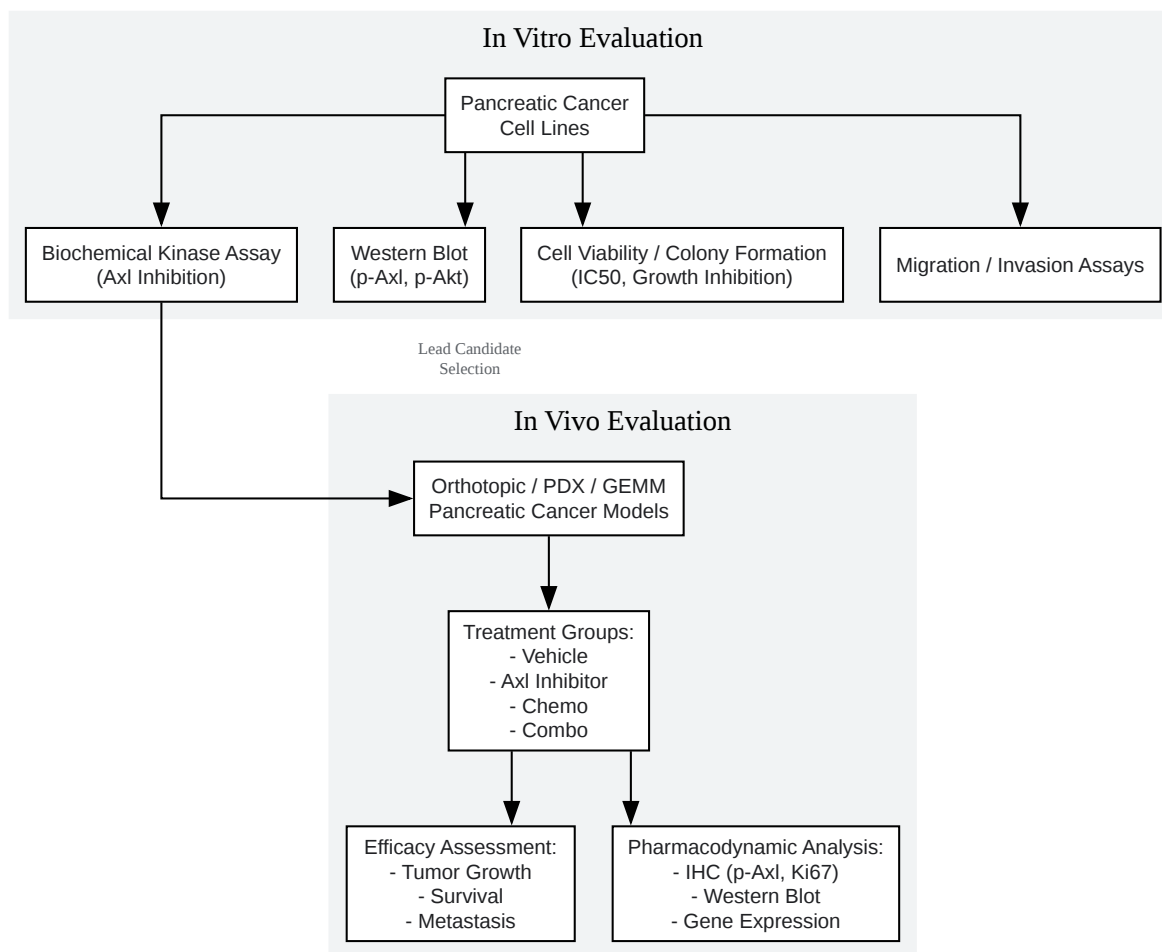 In Vitro Evaluation
Pancreatic Cancer
Cell Lines
Biochemical Kinase Assay
(Axl Inhibition)
Western Blot
(p-Axl, p-Akt)
Cell Viability / Colony Formation
(IC50, Growth Inhibition)
Migration / Invasion Assays
Lead Candidate
Selection
In Vivo Evaluation
Orthotopic / PDX / GEMM
Pancreatic Cancer Models
Treatment Groups:
- Vehicle
- Axl Inhibitor
- Chemo
- Combo
Efficacy Assessment:
- Tumor Growth
- Survival
- Metastasis
Pharmacodynamic Analysis:
- IHC (p-Axl, Ki67)
- Western Blot
- Gene Expression